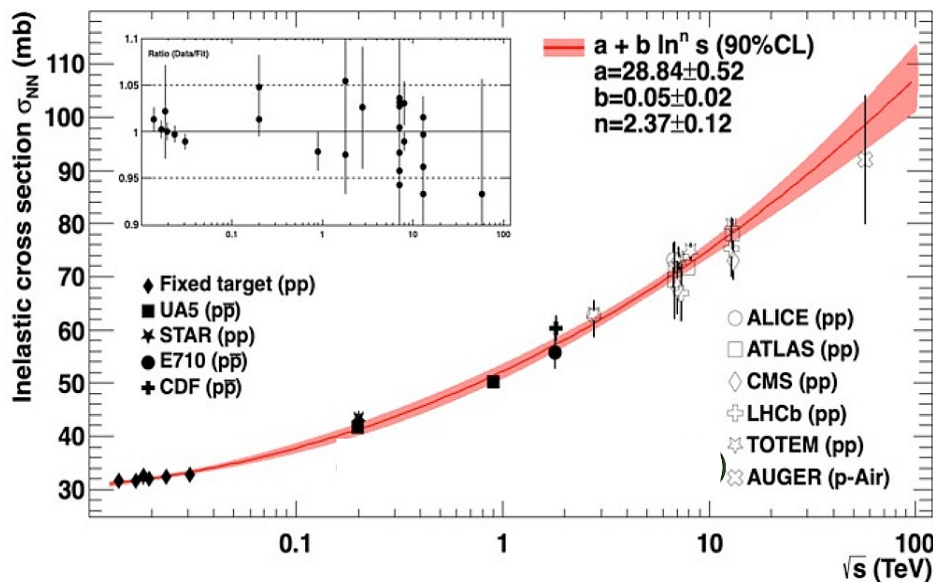 Inelastic cross section σNN (mb)
110
100
90
80
70
60
50
40
30
Ratio (Data/Fit)
1.1
1.05
1
0.95
0.9
0.1
1
10
100
a + b lnⁿ s (90%CL)
a=28.84±0.52
b=0.05±0.02
n=2.37±0.12
Fixed target (pp)
UA5 (pp̅)
STAR (pp)
E710 (pp̅)
CDF (pp̅)
ALICE (pp)
ATLAS (pp)
CMS (pp)
LHCb (pp)
TOTEM (pp)
)
AUGER (p-Air)
0.1
1
10
100
√s (TeV)